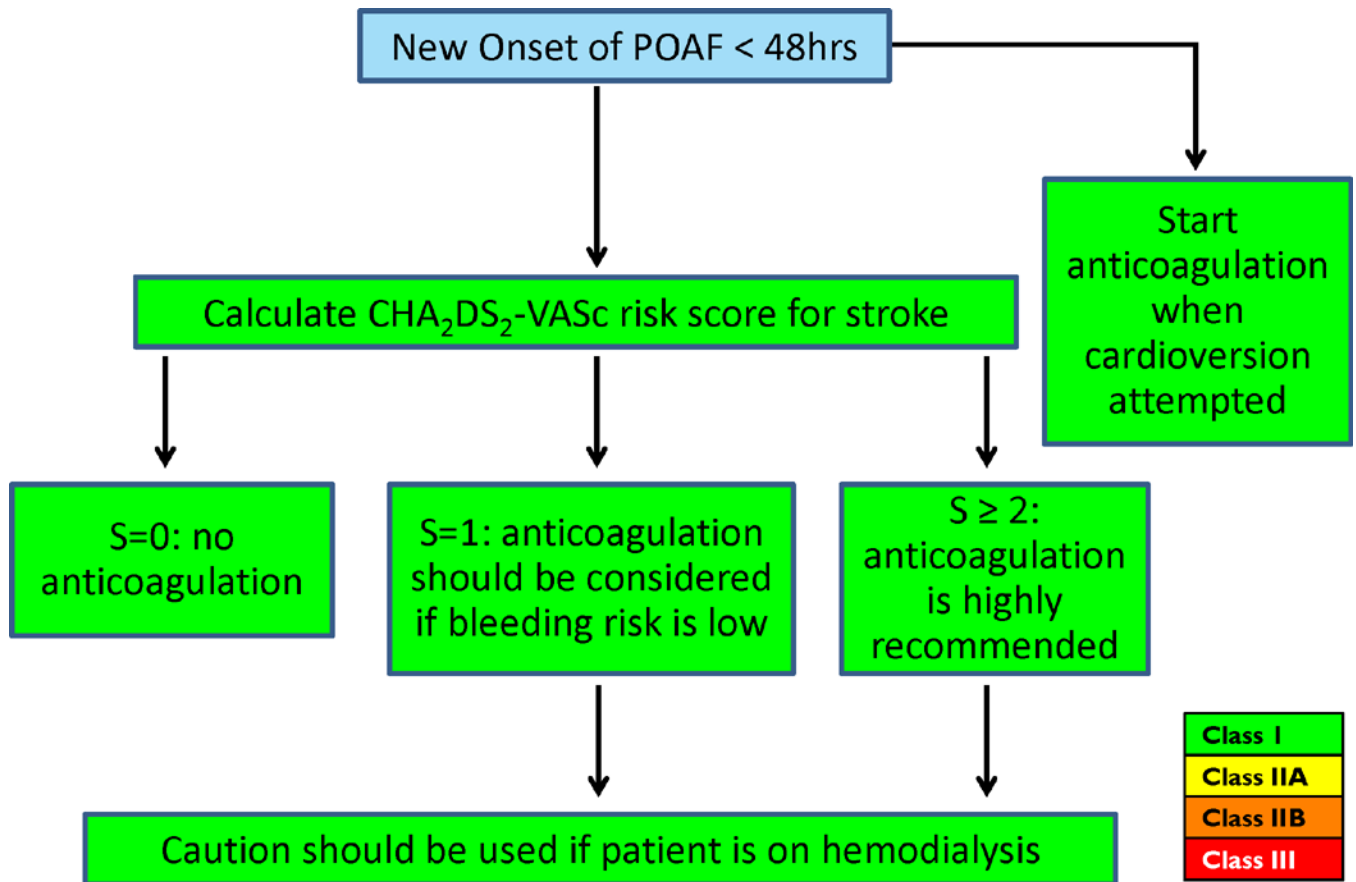 New Onset of POAF < 48hrs
Start
anticoagulation
when
cardioversion
attempted
Calculate CHA₂DS₂-VASc risk score for stroke
S=0: no
anticoagulation
S=1: anticoagulation
should be considered
if bleeding risk is low
S ≥ 2:
anticoagulation
is highly
recommended
Caution should be used if patient is on hemodialysis
Class I
Class IIA
Class IIB
Class III